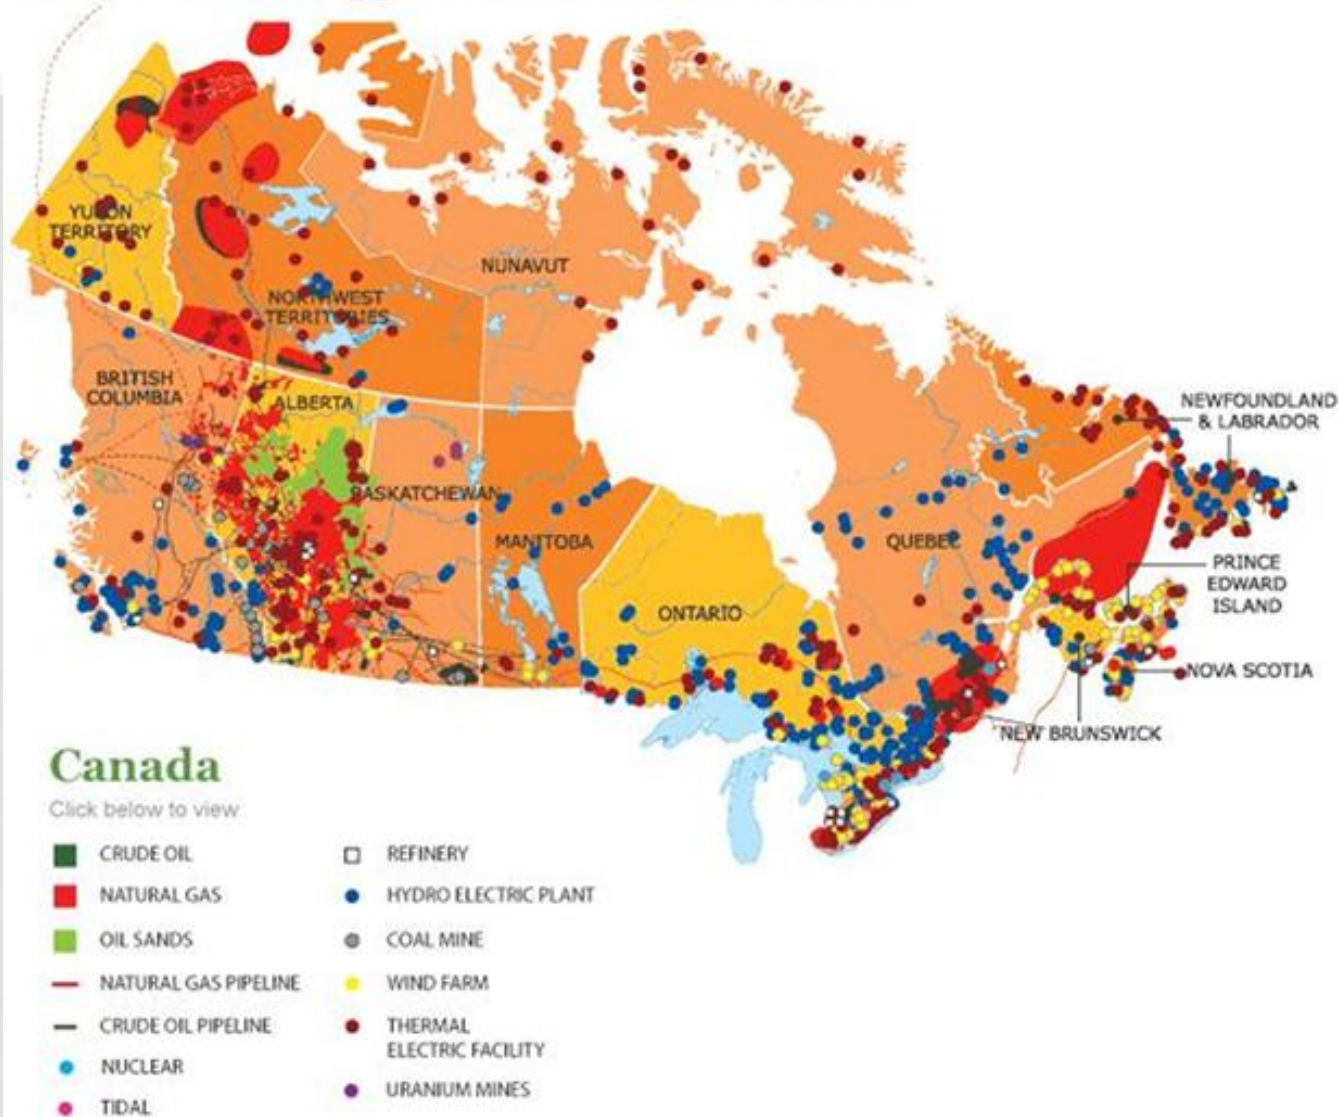 YUKON
TERRITORY
NUNAVUT
NORTHWEST
TERRITORIES
BRITISH
COLUMBIA
ALBERTA
NEWFOUNDLAND
& LABRADOR
SASKATCHEWAN
MANITOBA
QUEBEC
PRINCE
EDWARD
ISLAND
ONTARIO
NOVA SCOTIA
NEW BRUNSWICK
Canada
Click below to view
CRUDE OIL
NATURAL GAS
OIL SANDS
NATURAL GAS PIPELINE
CRUDE OIL PIPELINE
NUCLEAR
TIDAL
REFINERY
HYDRO ELECTRIC PLANT
COAL MINE
WIND FARM
THERMAL
ELECTRIC FACILITY
URANIUM MINES